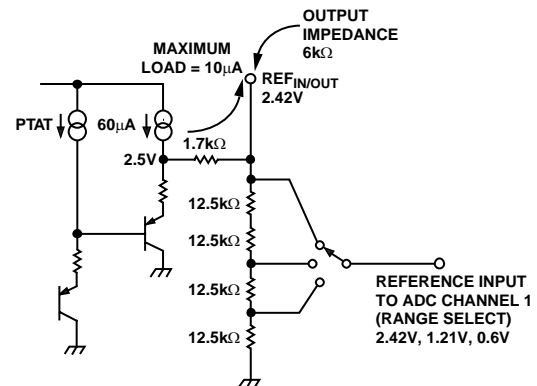 OUTPUT
IMPEDANCE
6kΩ
MAXIMUM
LOAD = 10μA
REFIN/OUT
2.42V
PTAT
60μA
1.7kΩ
2.5V
12.5kΩ
12.5kΩ
12.5kΩ
12.5kΩ
REFERENCE INPUT
TO ADC CHANNEL 1
(RANGE SELECT)
2.42V, 1.21V, 0.6V